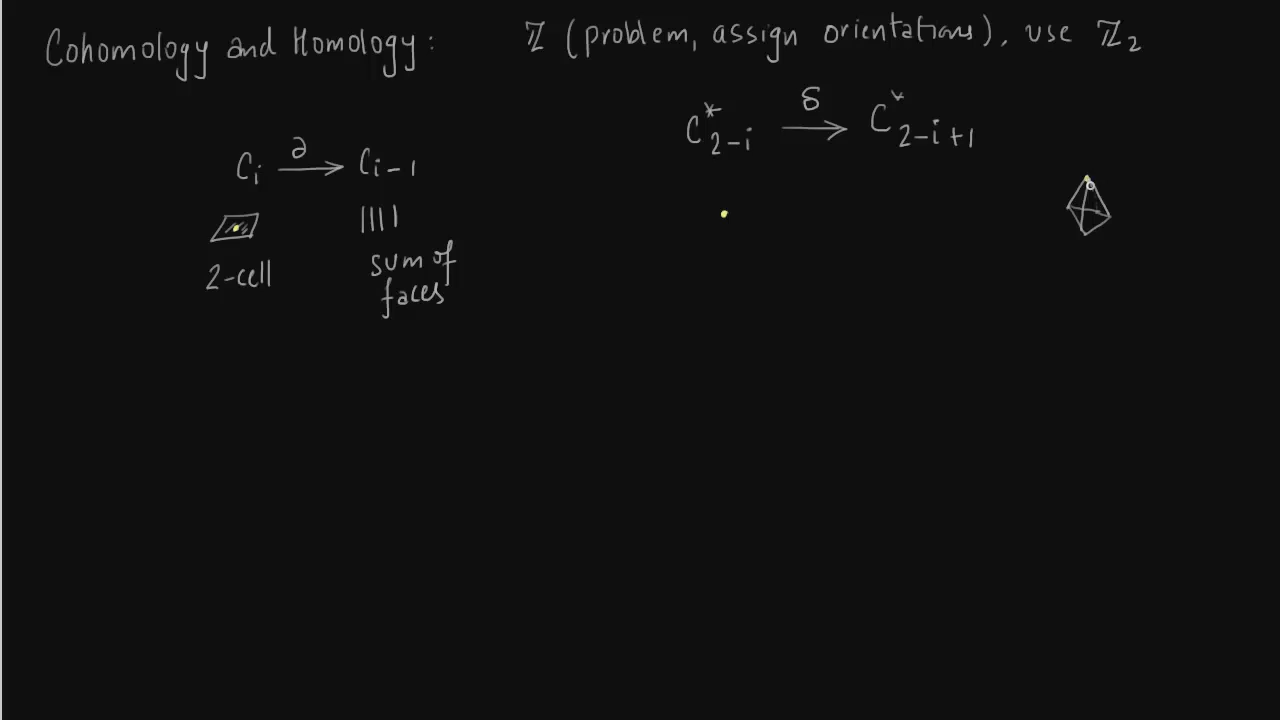 Cohomology and Homology: ℤ (problem, assign orientations), use ℤ₂
C*₂₋ᵢ →δ C*₂₋ᵢ₊₁
Cᵢ →∂ Cᵢ₋₁
2-cell
sum of
faces